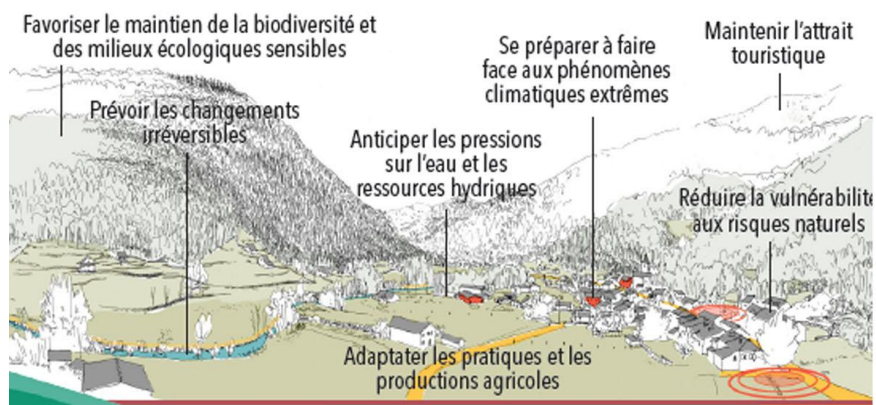 Favoriser le maintien de la biodiversité et
des milieux écologiques sensibles
Prévoir les changements
irréversibles
Anticiper les pressions
sur l'eau et les
ressources hydriques
Se préparer à faire
face aux phénomènes
climatiques extrêmes
Maintenir l'attrait
touristique
Réduire la vulnérabilité
aux risques naturels
Adaptater les pratiques et les
productions agricoles